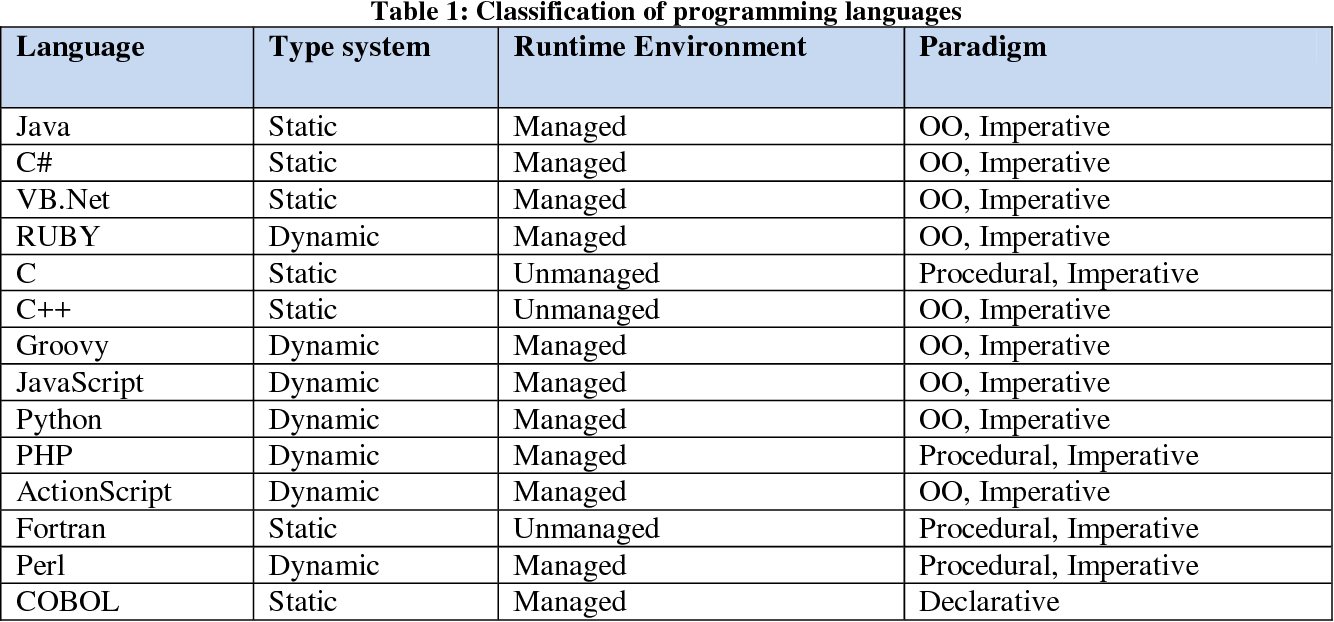 Table 1: Classification of programming languages
Language Type system Runtime Environment Paradigm
Java Static Managed OO, Imperative
C# Static Managed OO, Imperative
VB.Net Static Managed OO, Imperative
RUBY Dynamic Managed OO, Imperative
C Static Unmanaged Procedural, Imperative
C++ Static Unmanaged OO, Imperative
Groovy Dynamic Managed OO, Imperative
JavaScript Dynamic Managed OO, Imperative
Python Dynamic Managed OO, Imperative
PHP Dynamic Managed Procedural, Imperative
ActionScript Dynamic Managed OO, Imperative
Fortran Static Unmanaged Procedural, Imperative
Perl Dynamic Managed Procedural, Imperative
COBOL Static Managed Declarative